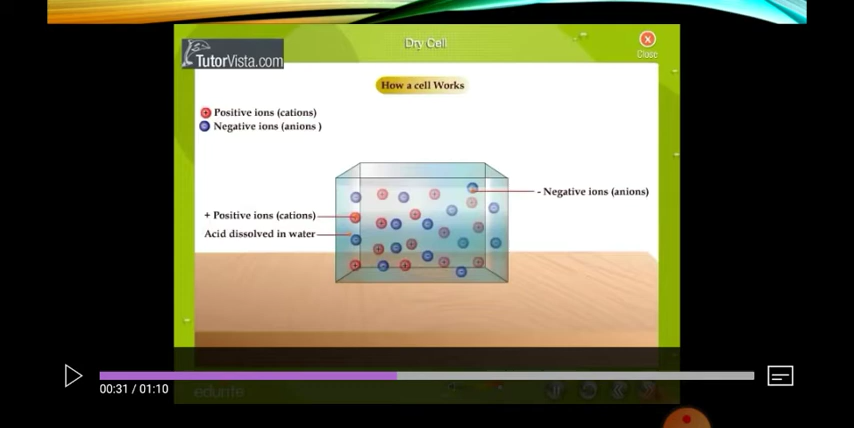 Dry Cell
TutorVista.com
Close
How a cell Works
Positive ions (cations)
Negative ions (anions )
- Negative ions (anions)
+ Positive ions (cations)
Acid dissolved in water
00:31 / 01:10
edurite